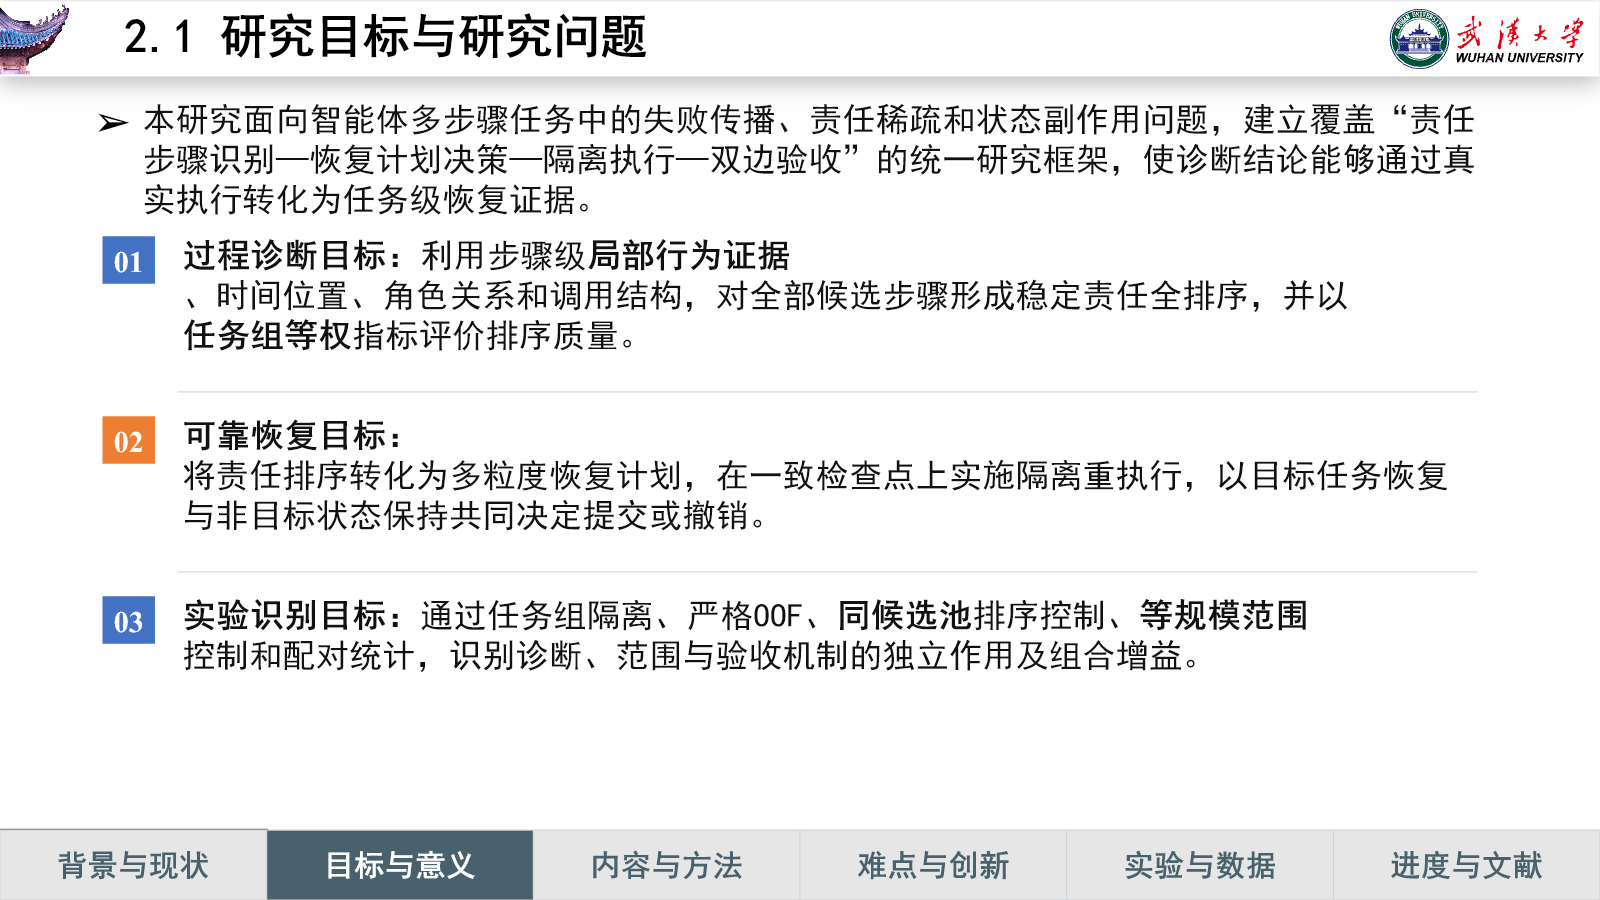 2.1 研究目标与研究问题
武汉大学
WUHAN UNIVERSITY
➢ 本研究面向智能体多步骤任务中的失败传播、责任稀疏和状态副作用问题，建立覆盖“责任
步骤识别—恢复计划决策—隔离执行—双边验收”的统一研究框架，使诊断结论能够通过真
实执行转化为任务级恢复证据。
01
过程诊断目标：利用步骤级局部行为证据
、时间位置、角色关系和调用结构，对全部候选步骤形成稳定责任全排序，并以
任务组等权指标评价排序质量。
02
可靠恢复目标：
将责任排序转化为多粒度恢复计划，在一致检查点上实施隔离重执行，以目标任务恢复
与非目标状态保持共同决定提交或撤销。
03
实验识别目标：通过任务组隔离、严格OOF、同候选池排序控制、等规模范围
控制和配对统计，识别诊断、范围与验收机制的独立作用及组合增益。
背景与现状
目标与意义
内容与方法
难点与创新
实验与数据
进度与文献